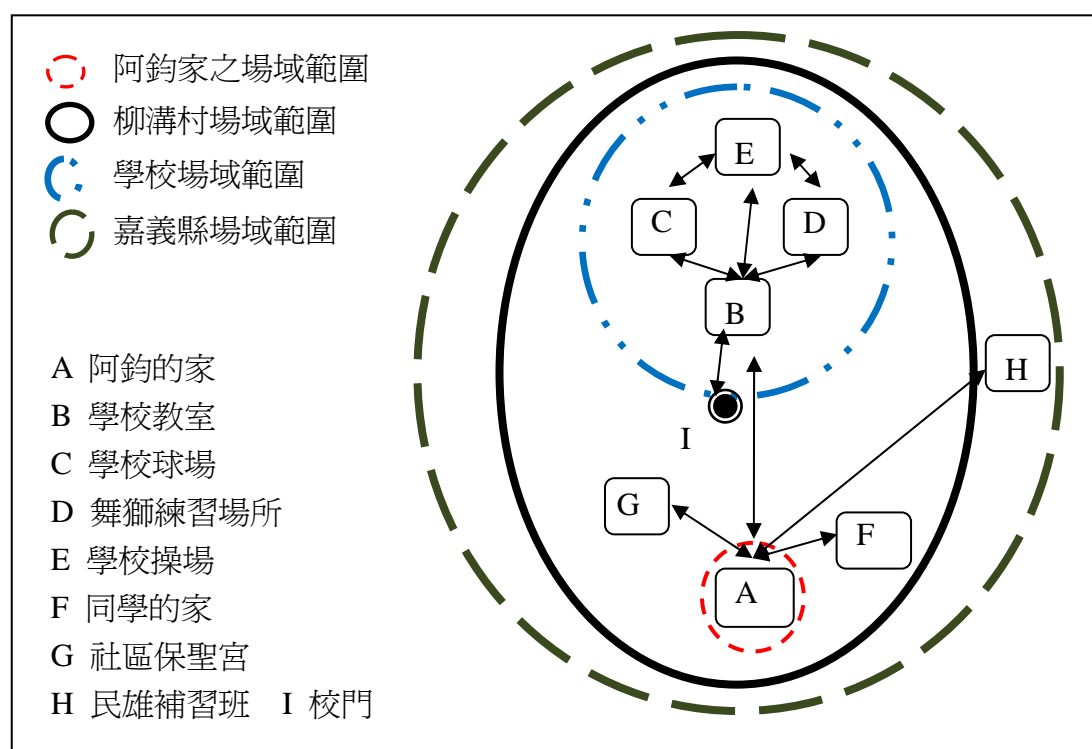 阿鈞家之場域範圍
柳溝村場域範圍
學校場域範圍
嘉義縣場域範圍
A 阿鈞的家
B 學校教室
C 學校球場
D 舞獅練習場所
E 學校操場
F 同學的家
G 社區保聖宮
H 民雄補習班 I 校門
E
C D
B
H
I
G F
A